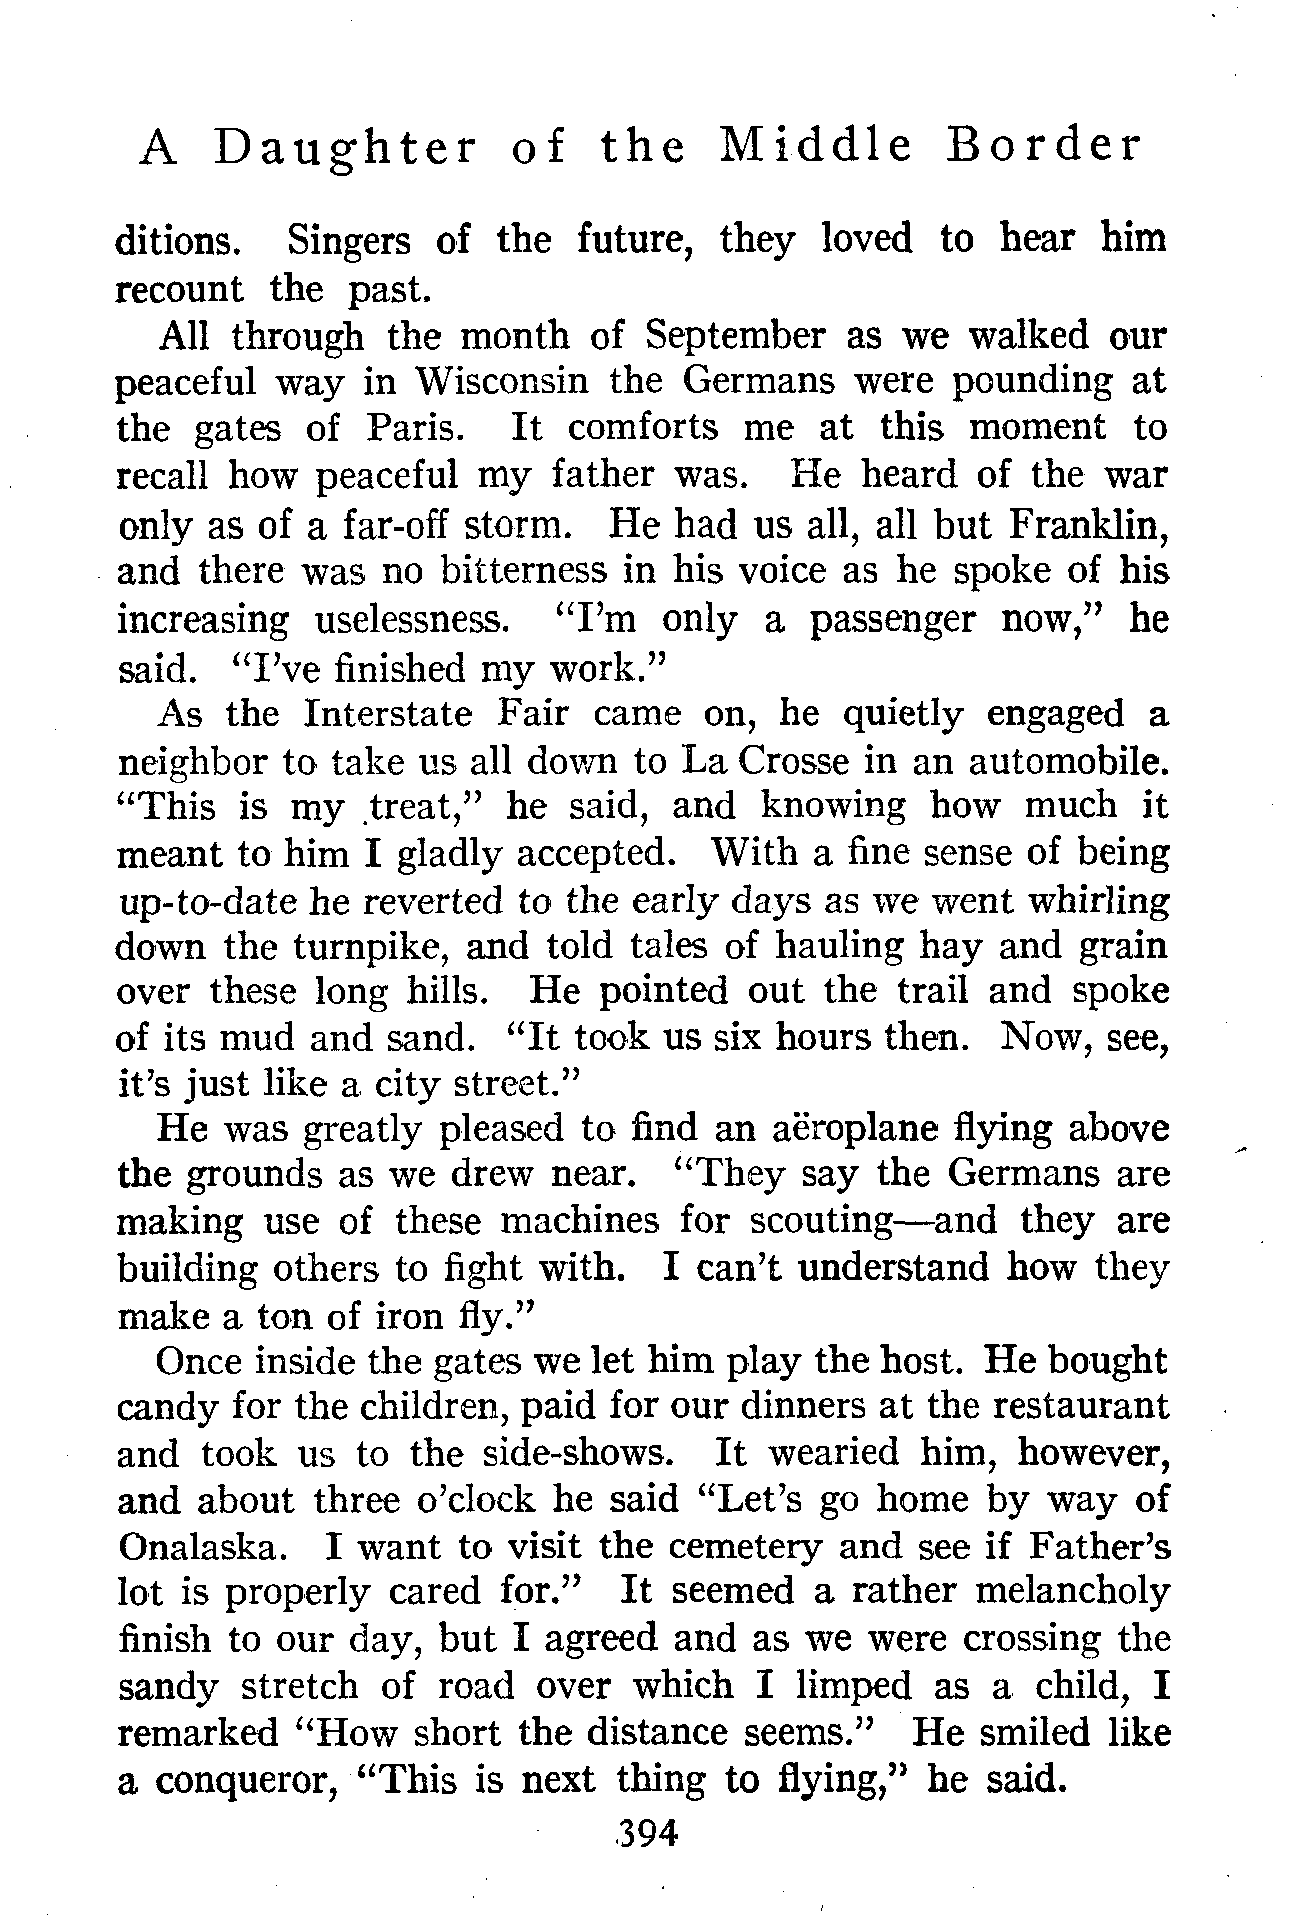 A Daughter of the Middle Border
ditions. Singers of the future, they loved to hear him
recount the past.
All through the month of September as we walked our
peaceful way in Wisconsin the Germans were pounding at
the gates of Paris. It comforts me at this moment to
recall how peaceful my father was. He heard of the war
only as of a far-off storm. He had us all, all but Franklin,
and there was no bitterness in his voice as he spoke of his
increasing uselessness. “I’m only a passenger now,” he
said. “I’ve finished my work.”
As the Interstate Fair came on, he quietly engaged a
neighbor to take us all down to La Crosse in an automobile.
“This is my treat,” he said, and knowing how much it
meant to him I gladly accepted. With a fine sense of being
up-to-date he reverted to the early days as we went whirling
down the turnpike, and told tales of hauling hay and grain
over these long hills. He pointed out the trail and spoke
of its mud and sand. “It took us six hours then. Now, see,
it’s just like a city street.”
He was greatly pleased to find an aëroplane flying above
the grounds as we drew near. “They say the Germans are
making use of these machines for scouting—and they are
building others to fight with. I can’t understand how they
make a ton of iron fly.”
Once inside the gates we let him play the host. He bought
candy for the children, paid for our dinners at the restaurant
and took us to the side-shows. It wearied him, however,
and about three o’clock he said “Let’s go home by way of
Onalaska. I want to visit the cemetery and see if Father’s
lot is properly cared for.” It seemed a rather melancholy
finish to our day, but I agreed and as we were crossing the
sandy stretch of road over which I limped as a child, I
remarked “How short the distance seems.” He smiled like
a conqueror, “This is next thing to flying,” he said.
394